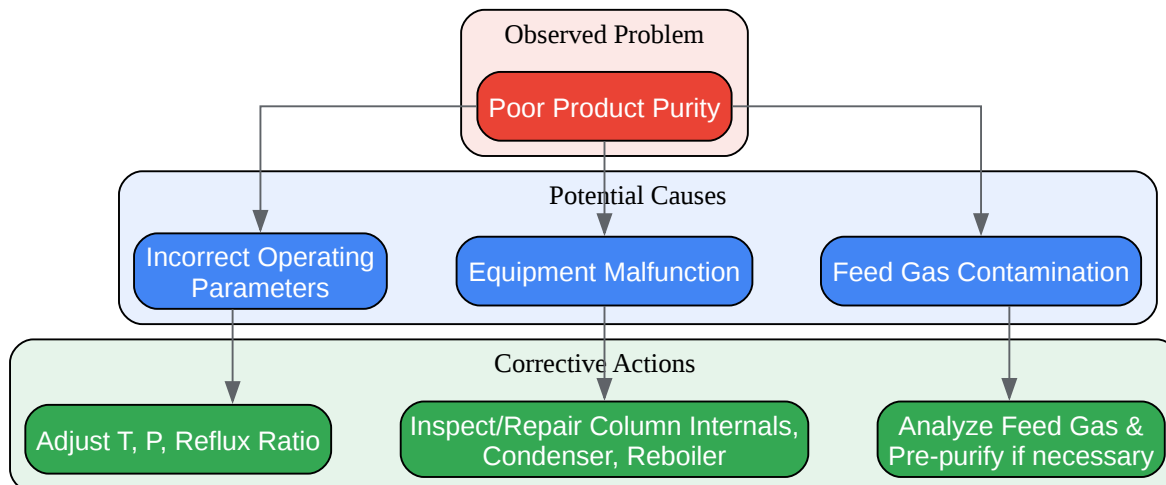 Observed Problem
Poor Product Purity
Potential Causes
Incorrect Operating
Parameters
Equipment Malfunction
Feed Gas Contamination
Corrective Actions
Adjust T, P, Reflux Ratio
Inspect/Repair Column Internals,
Condenser, Reboiler
Analyze Feed Gas &
Pre-purify if necessary